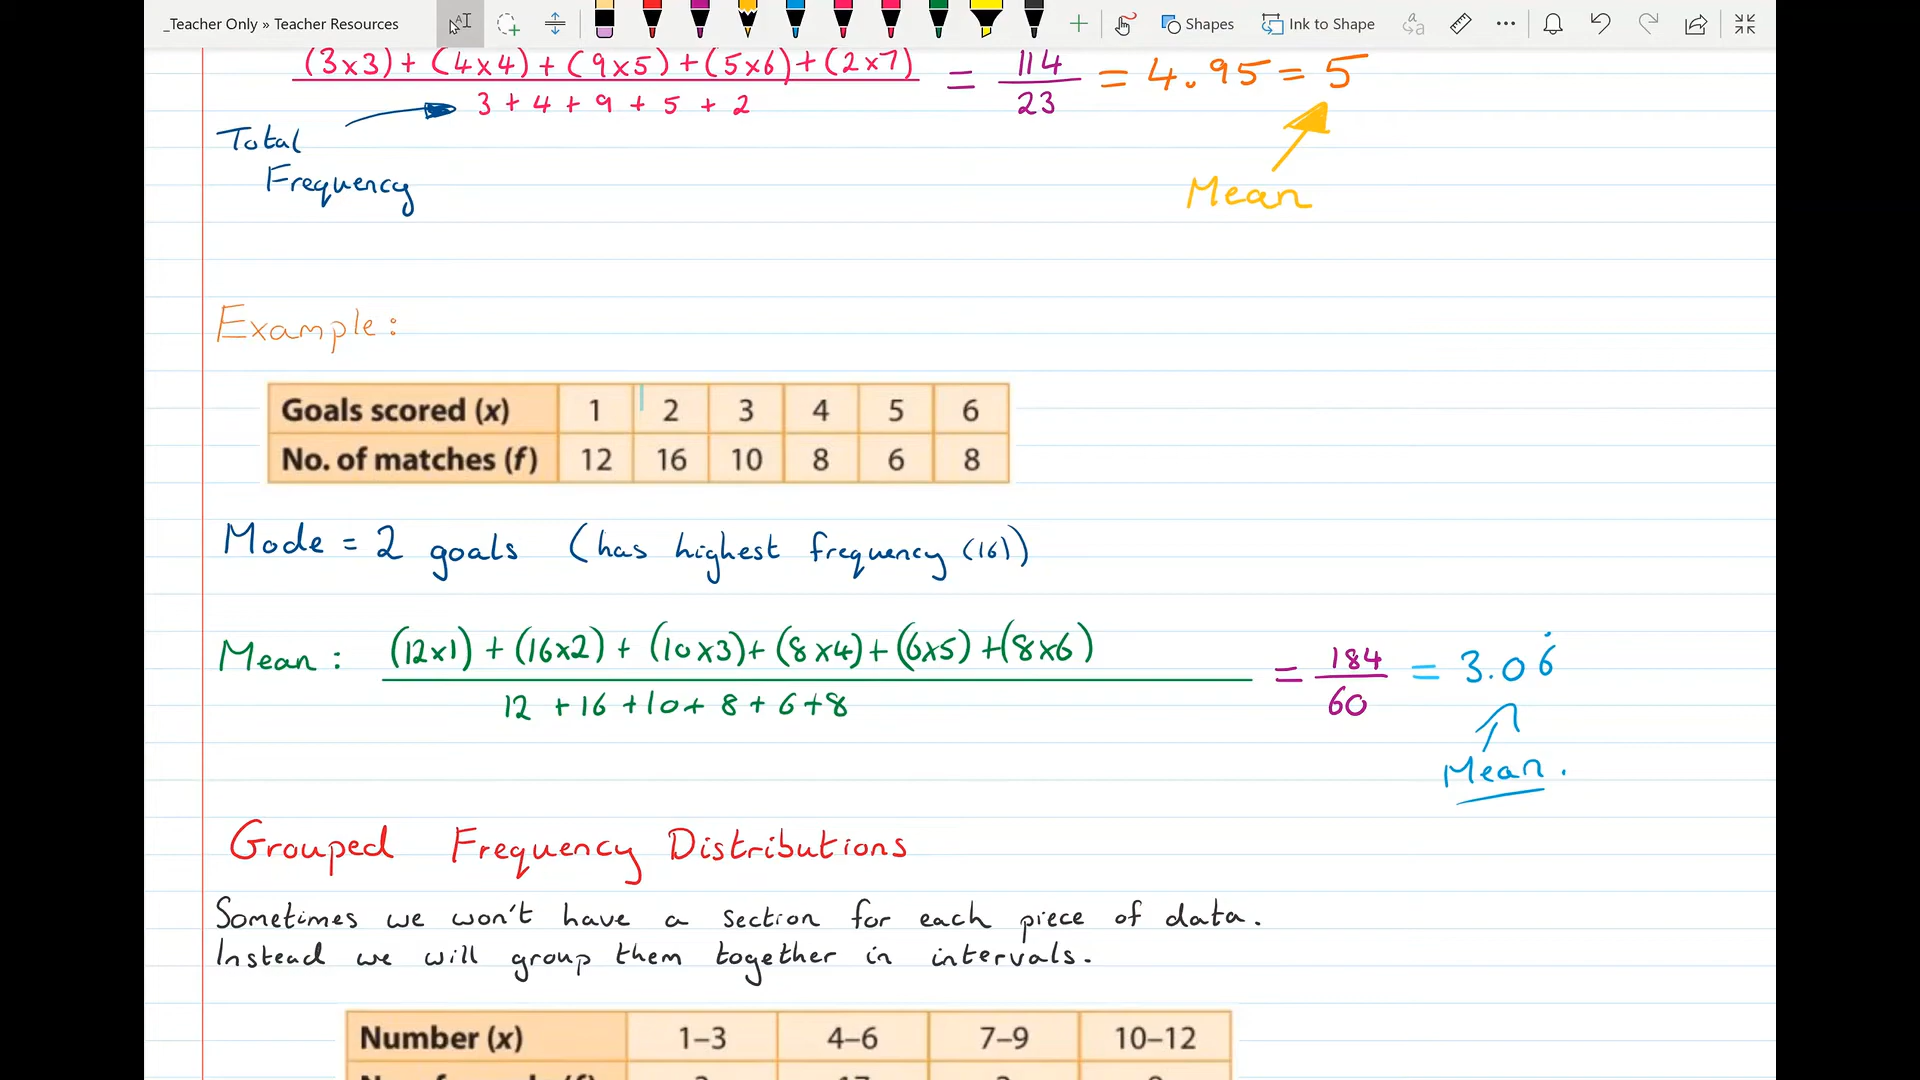 _Teacher Only » Teacher Resources
Shapes
Ink to Shape
(3x3) + (4x4) + (9x5) + (5x6) + (2x7)
3 + 4 + 9 + 5 + 2
= 114
23
= 4.95 = 5
Total
Frequency
Mean
Example:
Goals scored (x) 1 2 3 4 5 6
No. of matches (f) 12 16 10 8 6 8
Mode = 2 goals (has highest frequency (16))
Mean : (12x1) + (16x2) + (10x3) + (8x4) + (6x5) + (8x6)
12 + 16 + 10 + 8 + 6 + 8
= 184
60
= 3.06̇
Mean.
Grouped Frequency Distributions
Sometimes we won't have a section for each piece of data.
Instead we will group them together in intervals.
Number (x) 1–3 4–6 7–9 10–12